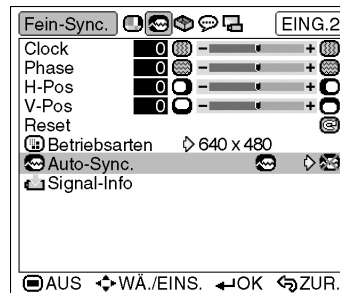 Fein-Sync. EING.2
Clock 0 - +
Phase 0 - +
H-Pos 0 - +
V-Pos 0 - +
Reset
Betriebsarten 640 x 480
Auto-Sync.
Signal-Info
AUS WÄ./EINS. OK ZUR.